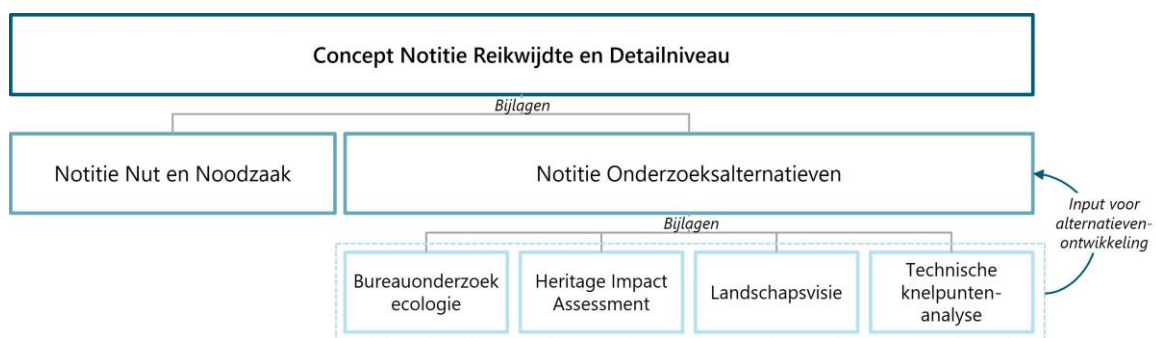 Concept Notitie Reikwijdte en Detailniveau
Bijlagen
Notitie Nut en Noodzaak
Notitie Onderzoeksalternatieven
Bijlagen
Input voor
alternatieven-
ontwikkeling
Bureauonderzoek
ecologie
Heritage Impact
Assessment
Landschapsvisie
Technische
knelpunten-
analyse